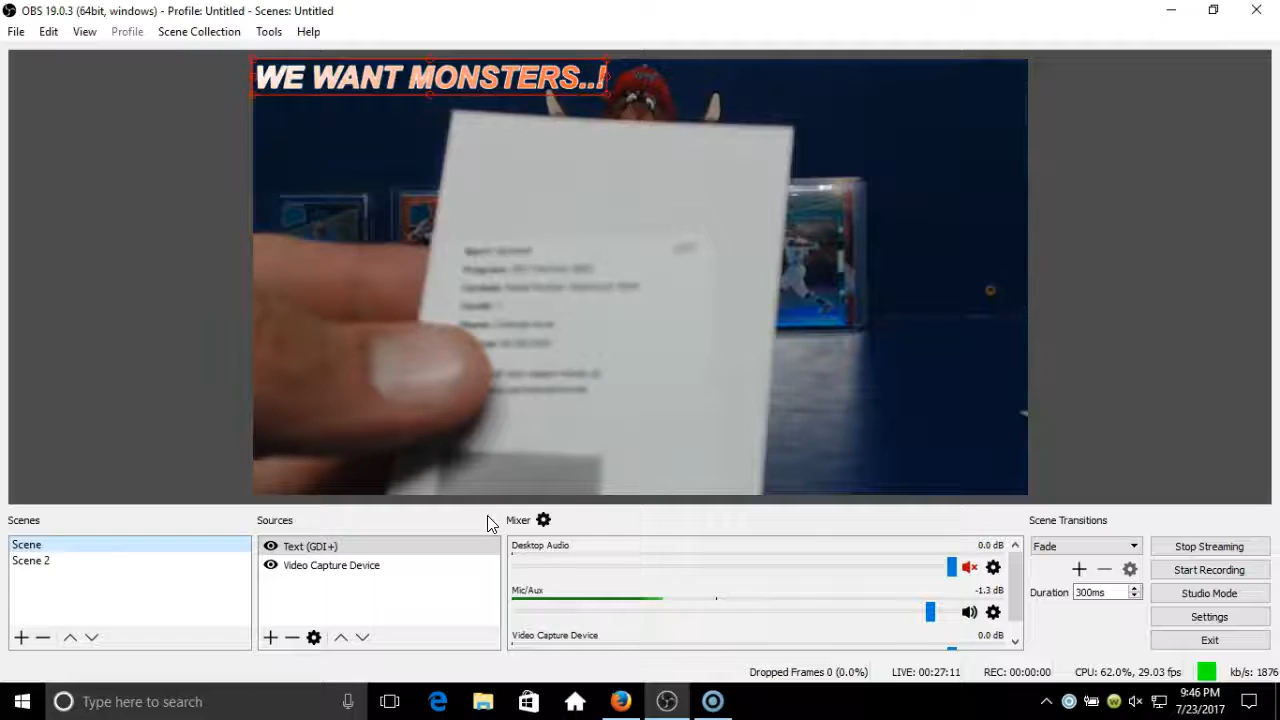 OBS 19.0.3 (64bit, windows) - Profile: Untitled - Scenes: Untitled
File Edit View Profile Scene Collection Tools Help
WE WANT MONSTERS..!
Scenes
Scene
Scene 2
Sources
Text (GDI+)
Video Capture Device
Mixer
Desktop Audio 0.0 dB
Mic/Aux -1.3 dB
Video Capture Device 0.0 dB
Scene Transitions
Fade
Duration 300ms
Stop Streaming
Start Recording
Studio Mode
Settings
Exit
Dropped Frames 0 (0.0%) LIVE: 00:27:11 REC: 00:00:00 CPU: 62.0%, 29.03 fps kb/s: 1876
Type here to search
9:46 PM
7/23/2017